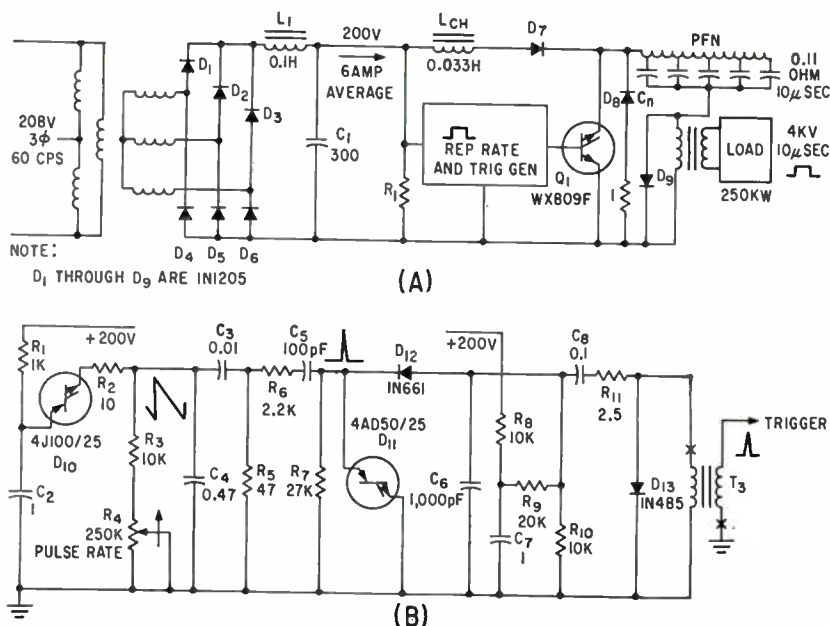 L1
0.1H
200V
6AMP
AVERAGE
LCH
0.033H
D7
PFN
0.11
OHM
10μSEC
D1
D2
D3
208V
3ϕ
60 CPS
C1
300
R1
REP RATE
AND TRIG GEN
Q1
WX809F
D8
Cn
1
D9
LOAD
250KW
4KV
10μSEC
D4
D5
D6
NOTE:
D1 THROUGH D9 ARE IN1205
(A)
R1
1K
+200V
R2
10
4J100/25
D10
C2
1
R3
10K
R4
250K
PULSE RATE
C3
0.01
C4
0.47
R5
47
R6
2.2K
C5
100pF
R7
27K
D12
1N661
4AD50/25
D11
C6
1,000pF
+200V
R8
10K
R9
20K
C7
1
R10
10K
C8
0.1
R11
2.5
D13
1N485
TRIGGER
T3
(B)